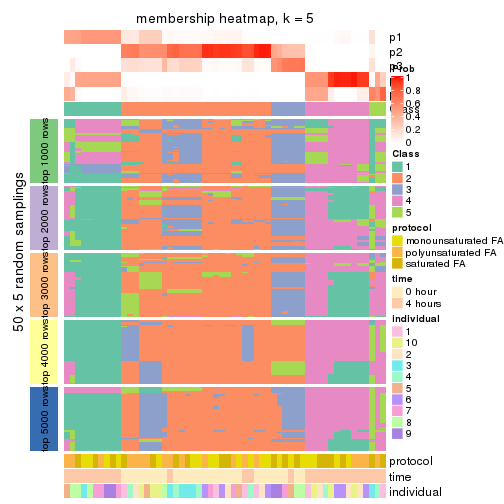 membership heatmap, k = 5
p1
p2
p3
Prob
1
0.8
0.6
0.4
0.2
0
Class
Class
1
2
3
4
5
protocol
monounsaturated FA
polyunsaturated FA
saturated FA
time
0 hour
4 hours
individual
1
10
2
3
4
5
6
7
8
9
50 x 5 random samplings
top 1000 rows
top 2000 rows
top 3000 rows
top 4000 rows
top 5000 rows
protocol
time
individual